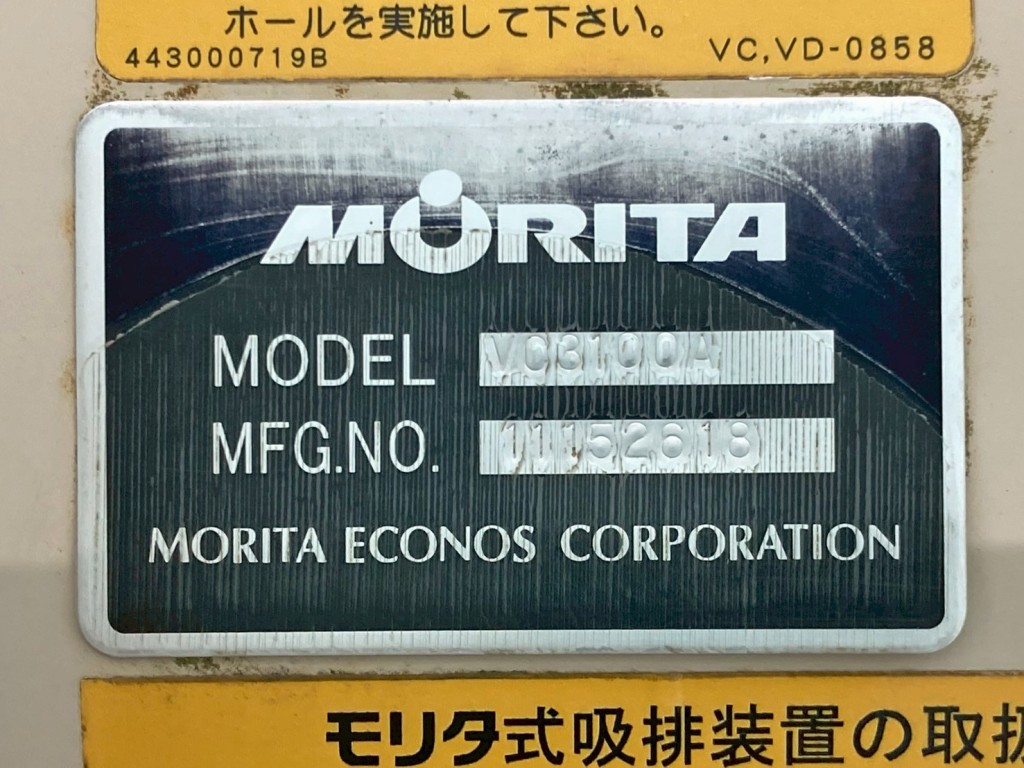 ホールを実施して下さい。
443000719B VC,VD-0858
MORITA
MODEL VC3100A
MFG.NO. 11152618
MORITA ECONOS CORPORATION
モリタ式吸排装置の取扱